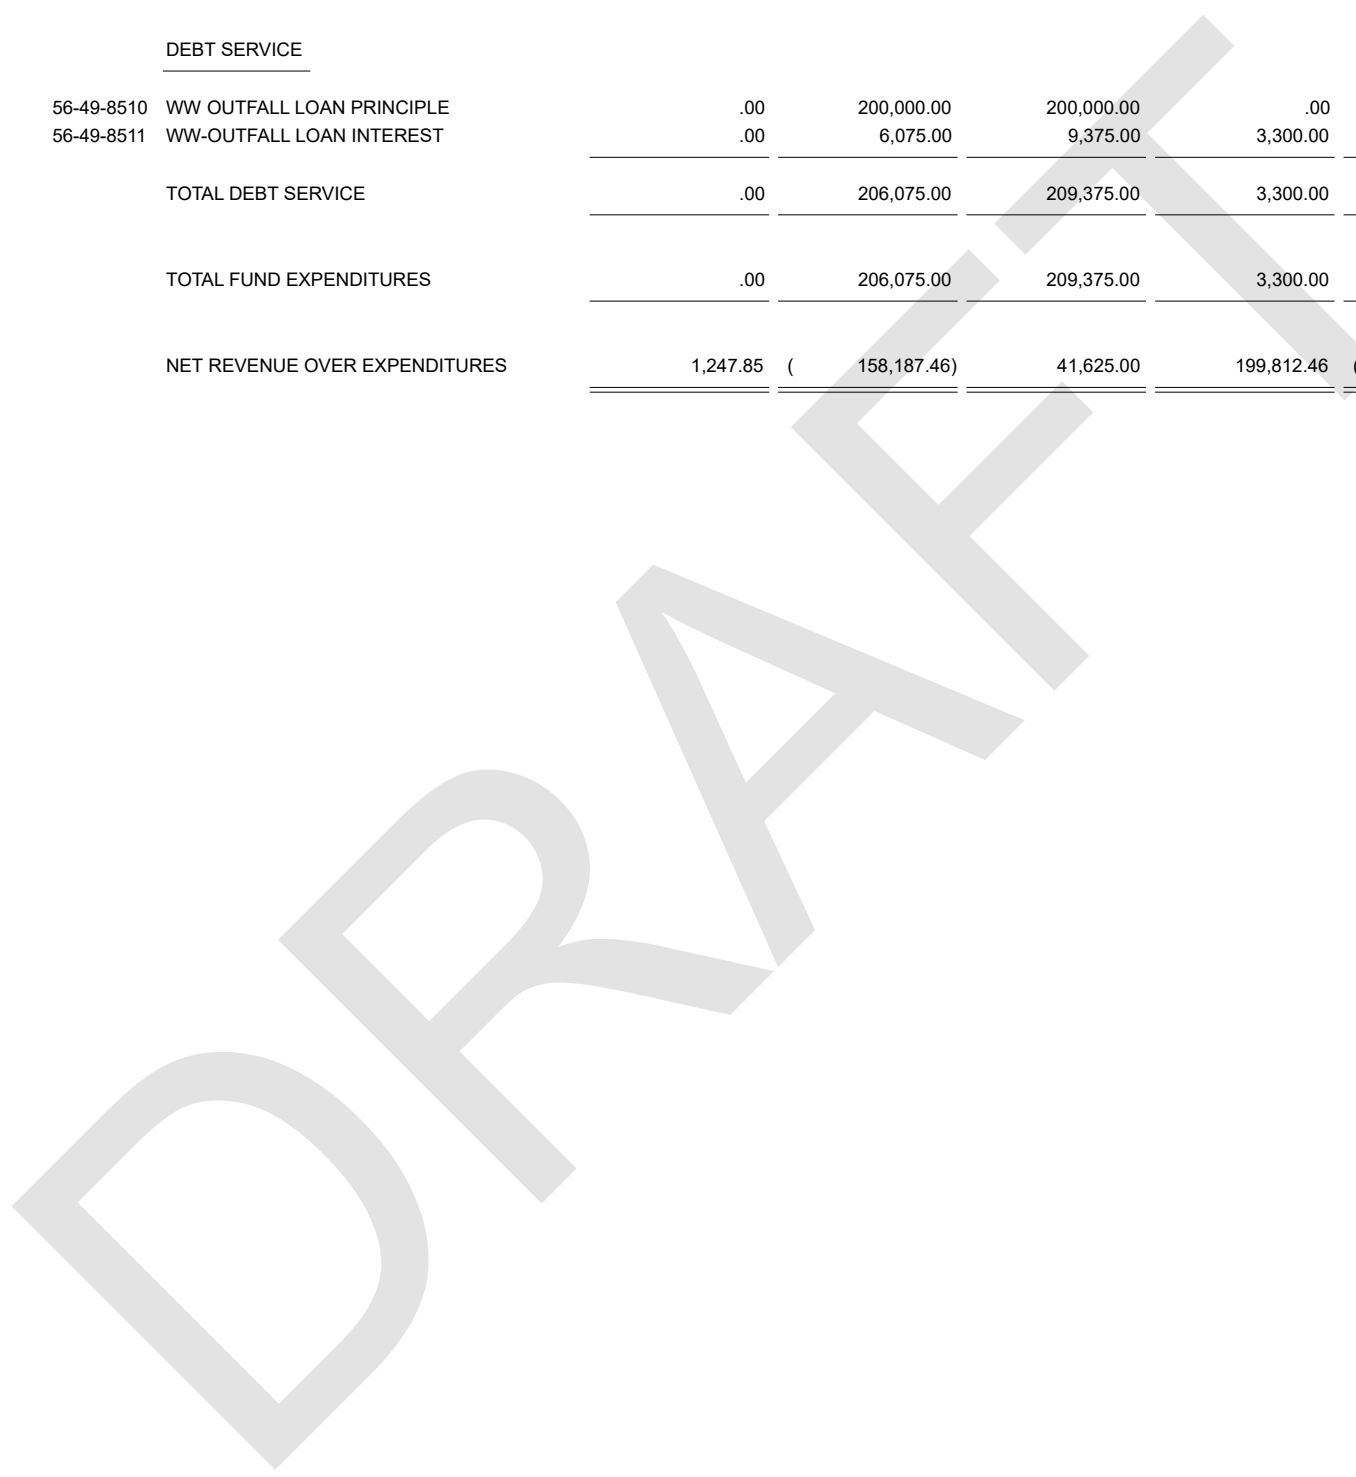 DEBT SERVICE
56-49-8510 WW OUTFALL LOAN PRINCIPLE .00 200,000.00 200,000.00 .00
56-49-8511 WW-OUTFALL LOAN INTEREST .00 6,075.00 9,375.00 3,300.00
TOTAL DEBT SERVICE .00 206,075.00 209,375.00 3,300.00
TOTAL FUND EXPENDITURES .00 206,075.00 209,375.00 3,300.00
NET REVENUE OVER EXPENDITURES 1,247.85 ( 158,187.46) 41,625.00 199,812.46 (
DRAFT